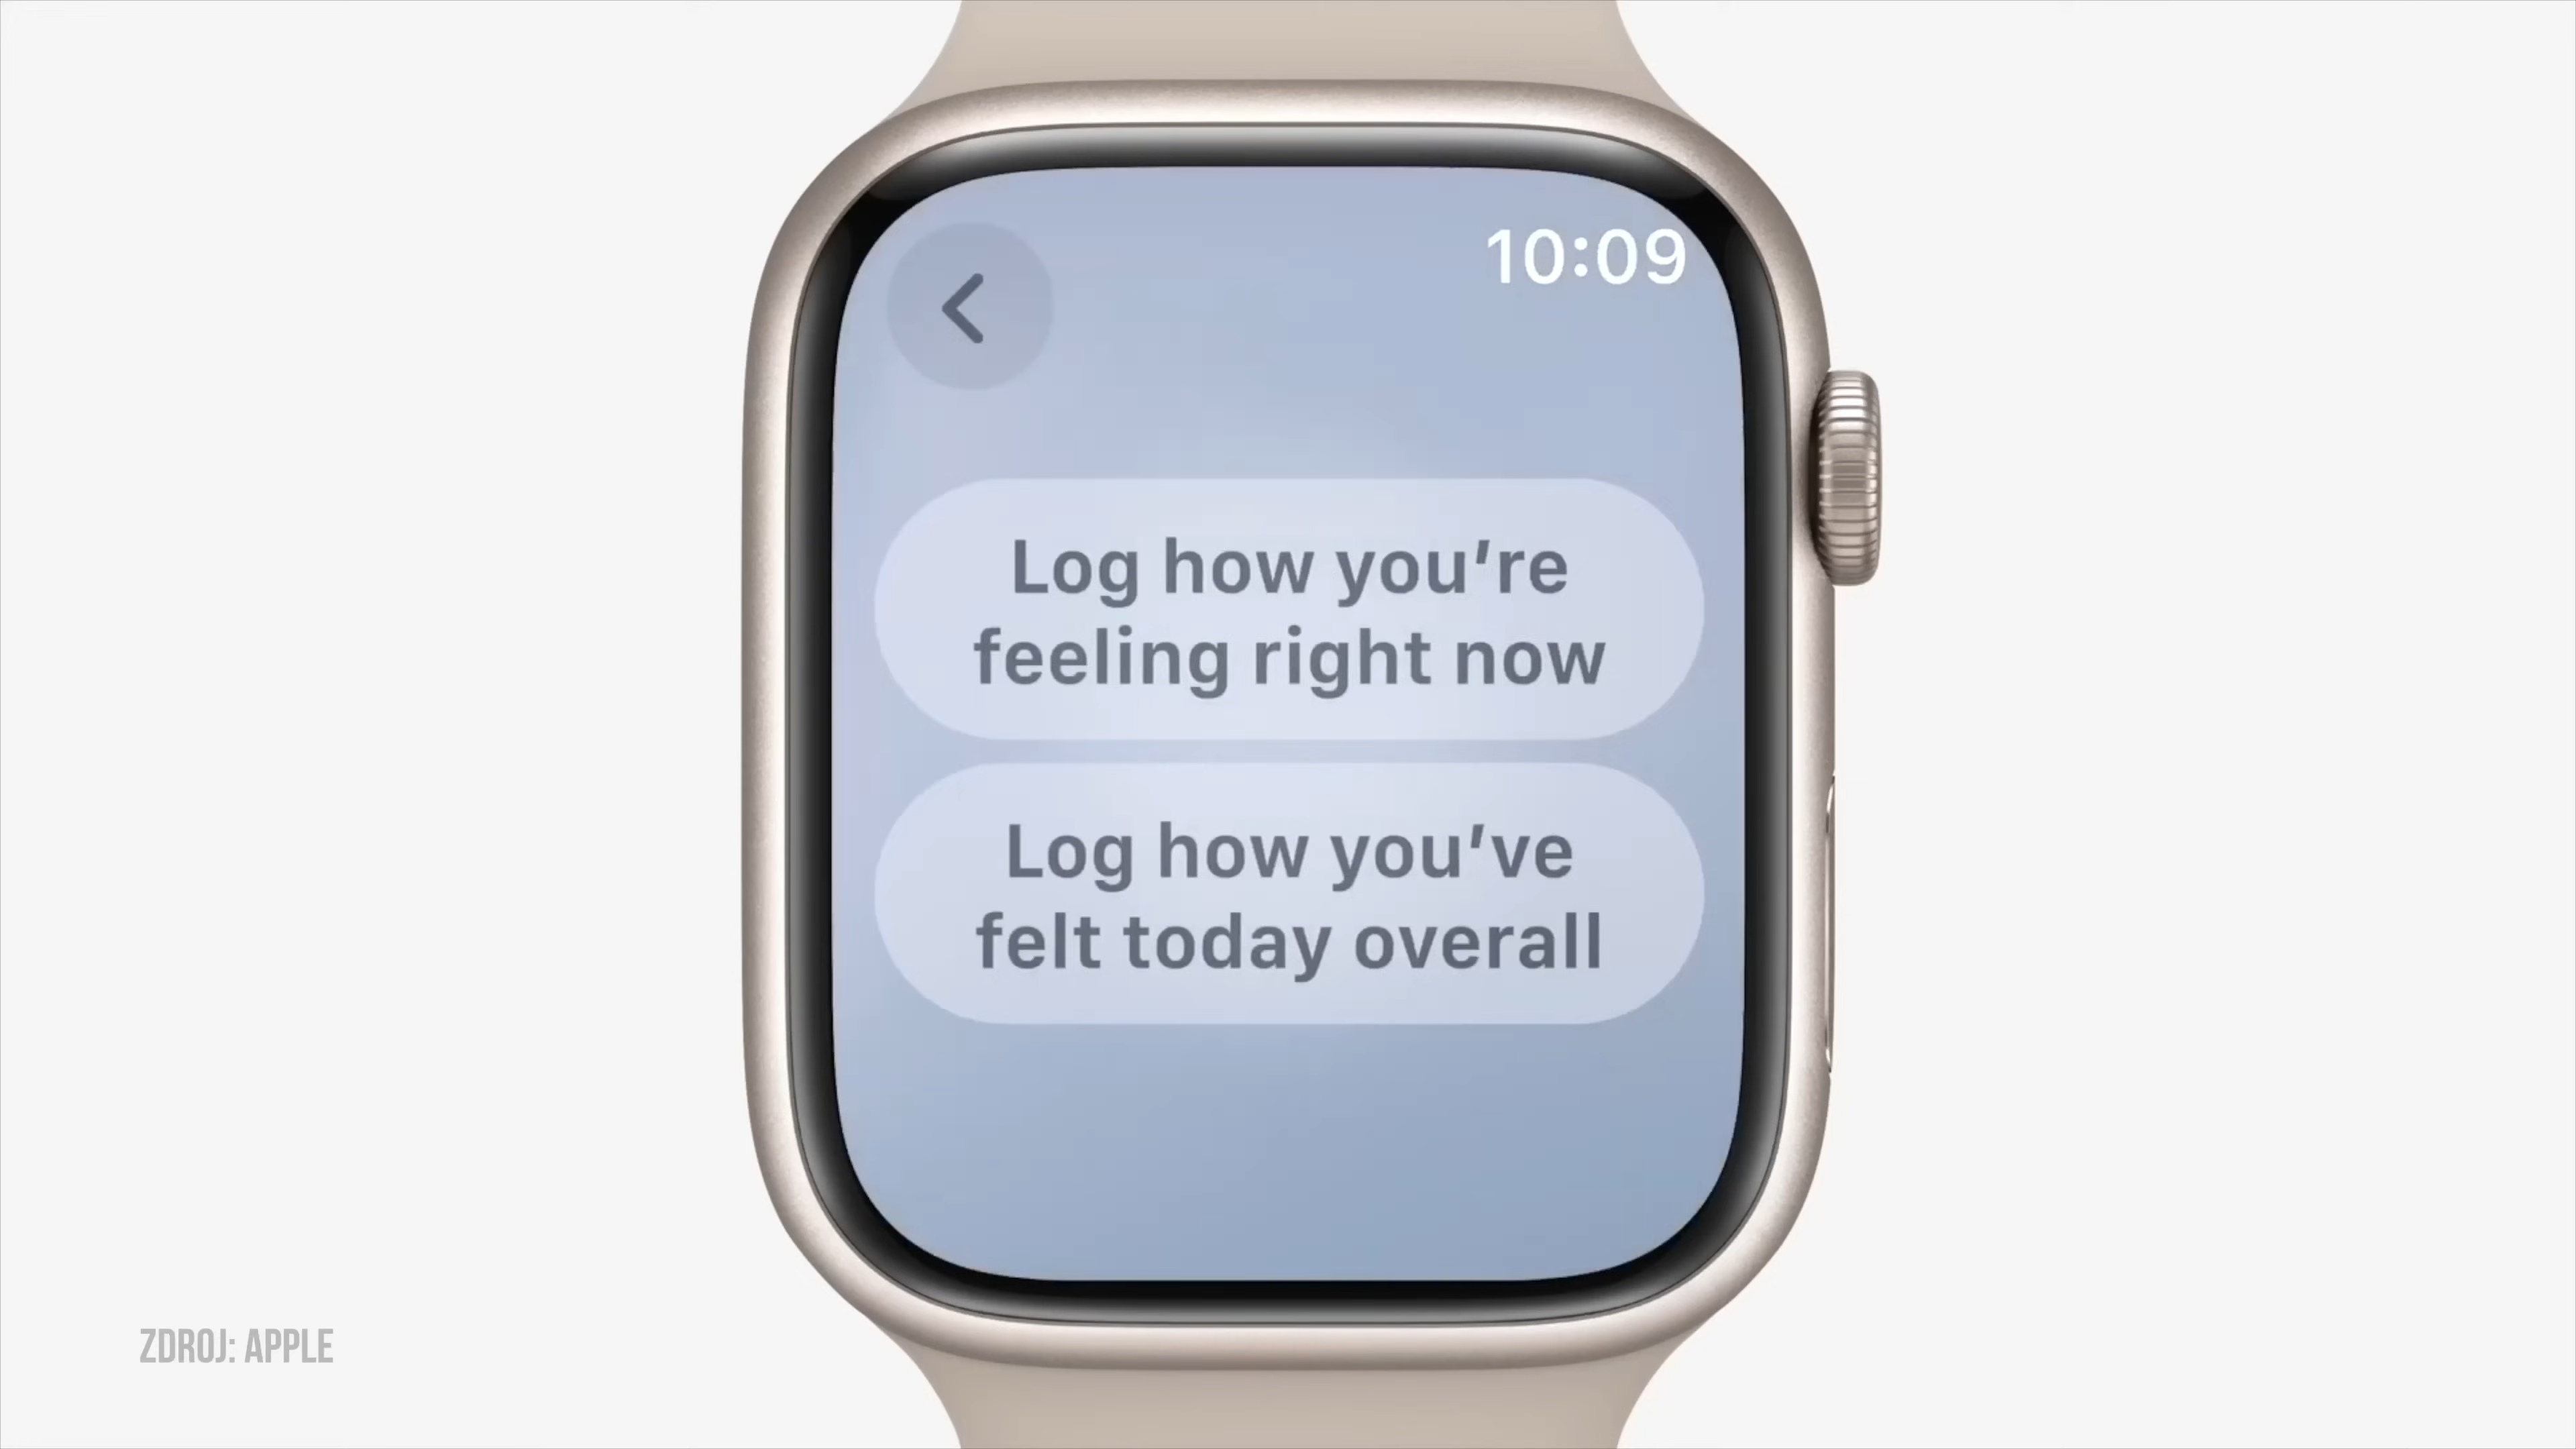 10:09
Log how you’re
feeling right now
Log how you’ve
felt today overall
ZDROJ: APPLE